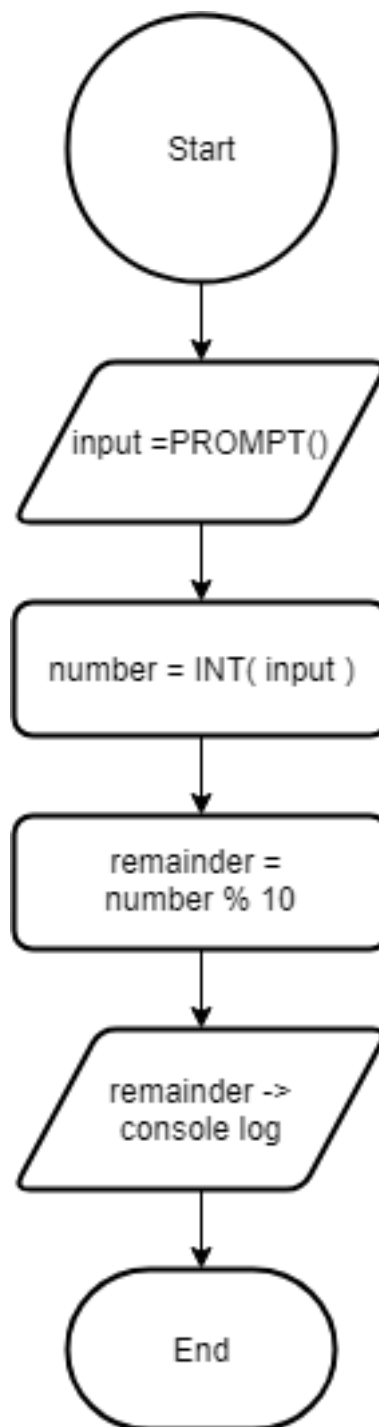 Start
input =PROMPT()
number = INT( input )
remainder =
number % 10
remainder ->
console log
End